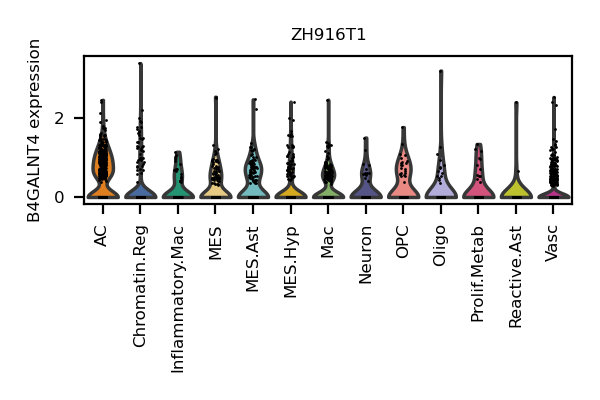 ZH916T1
B4GALNT4 expression
2
0
AC
Chromatin.Reg
Inflammatory.Mac
MES
MES.Ast
MES.Hyp
Mac
Neuron
OPC
Oligo
Prolif.Metab
Reactive.Ast
Vasc